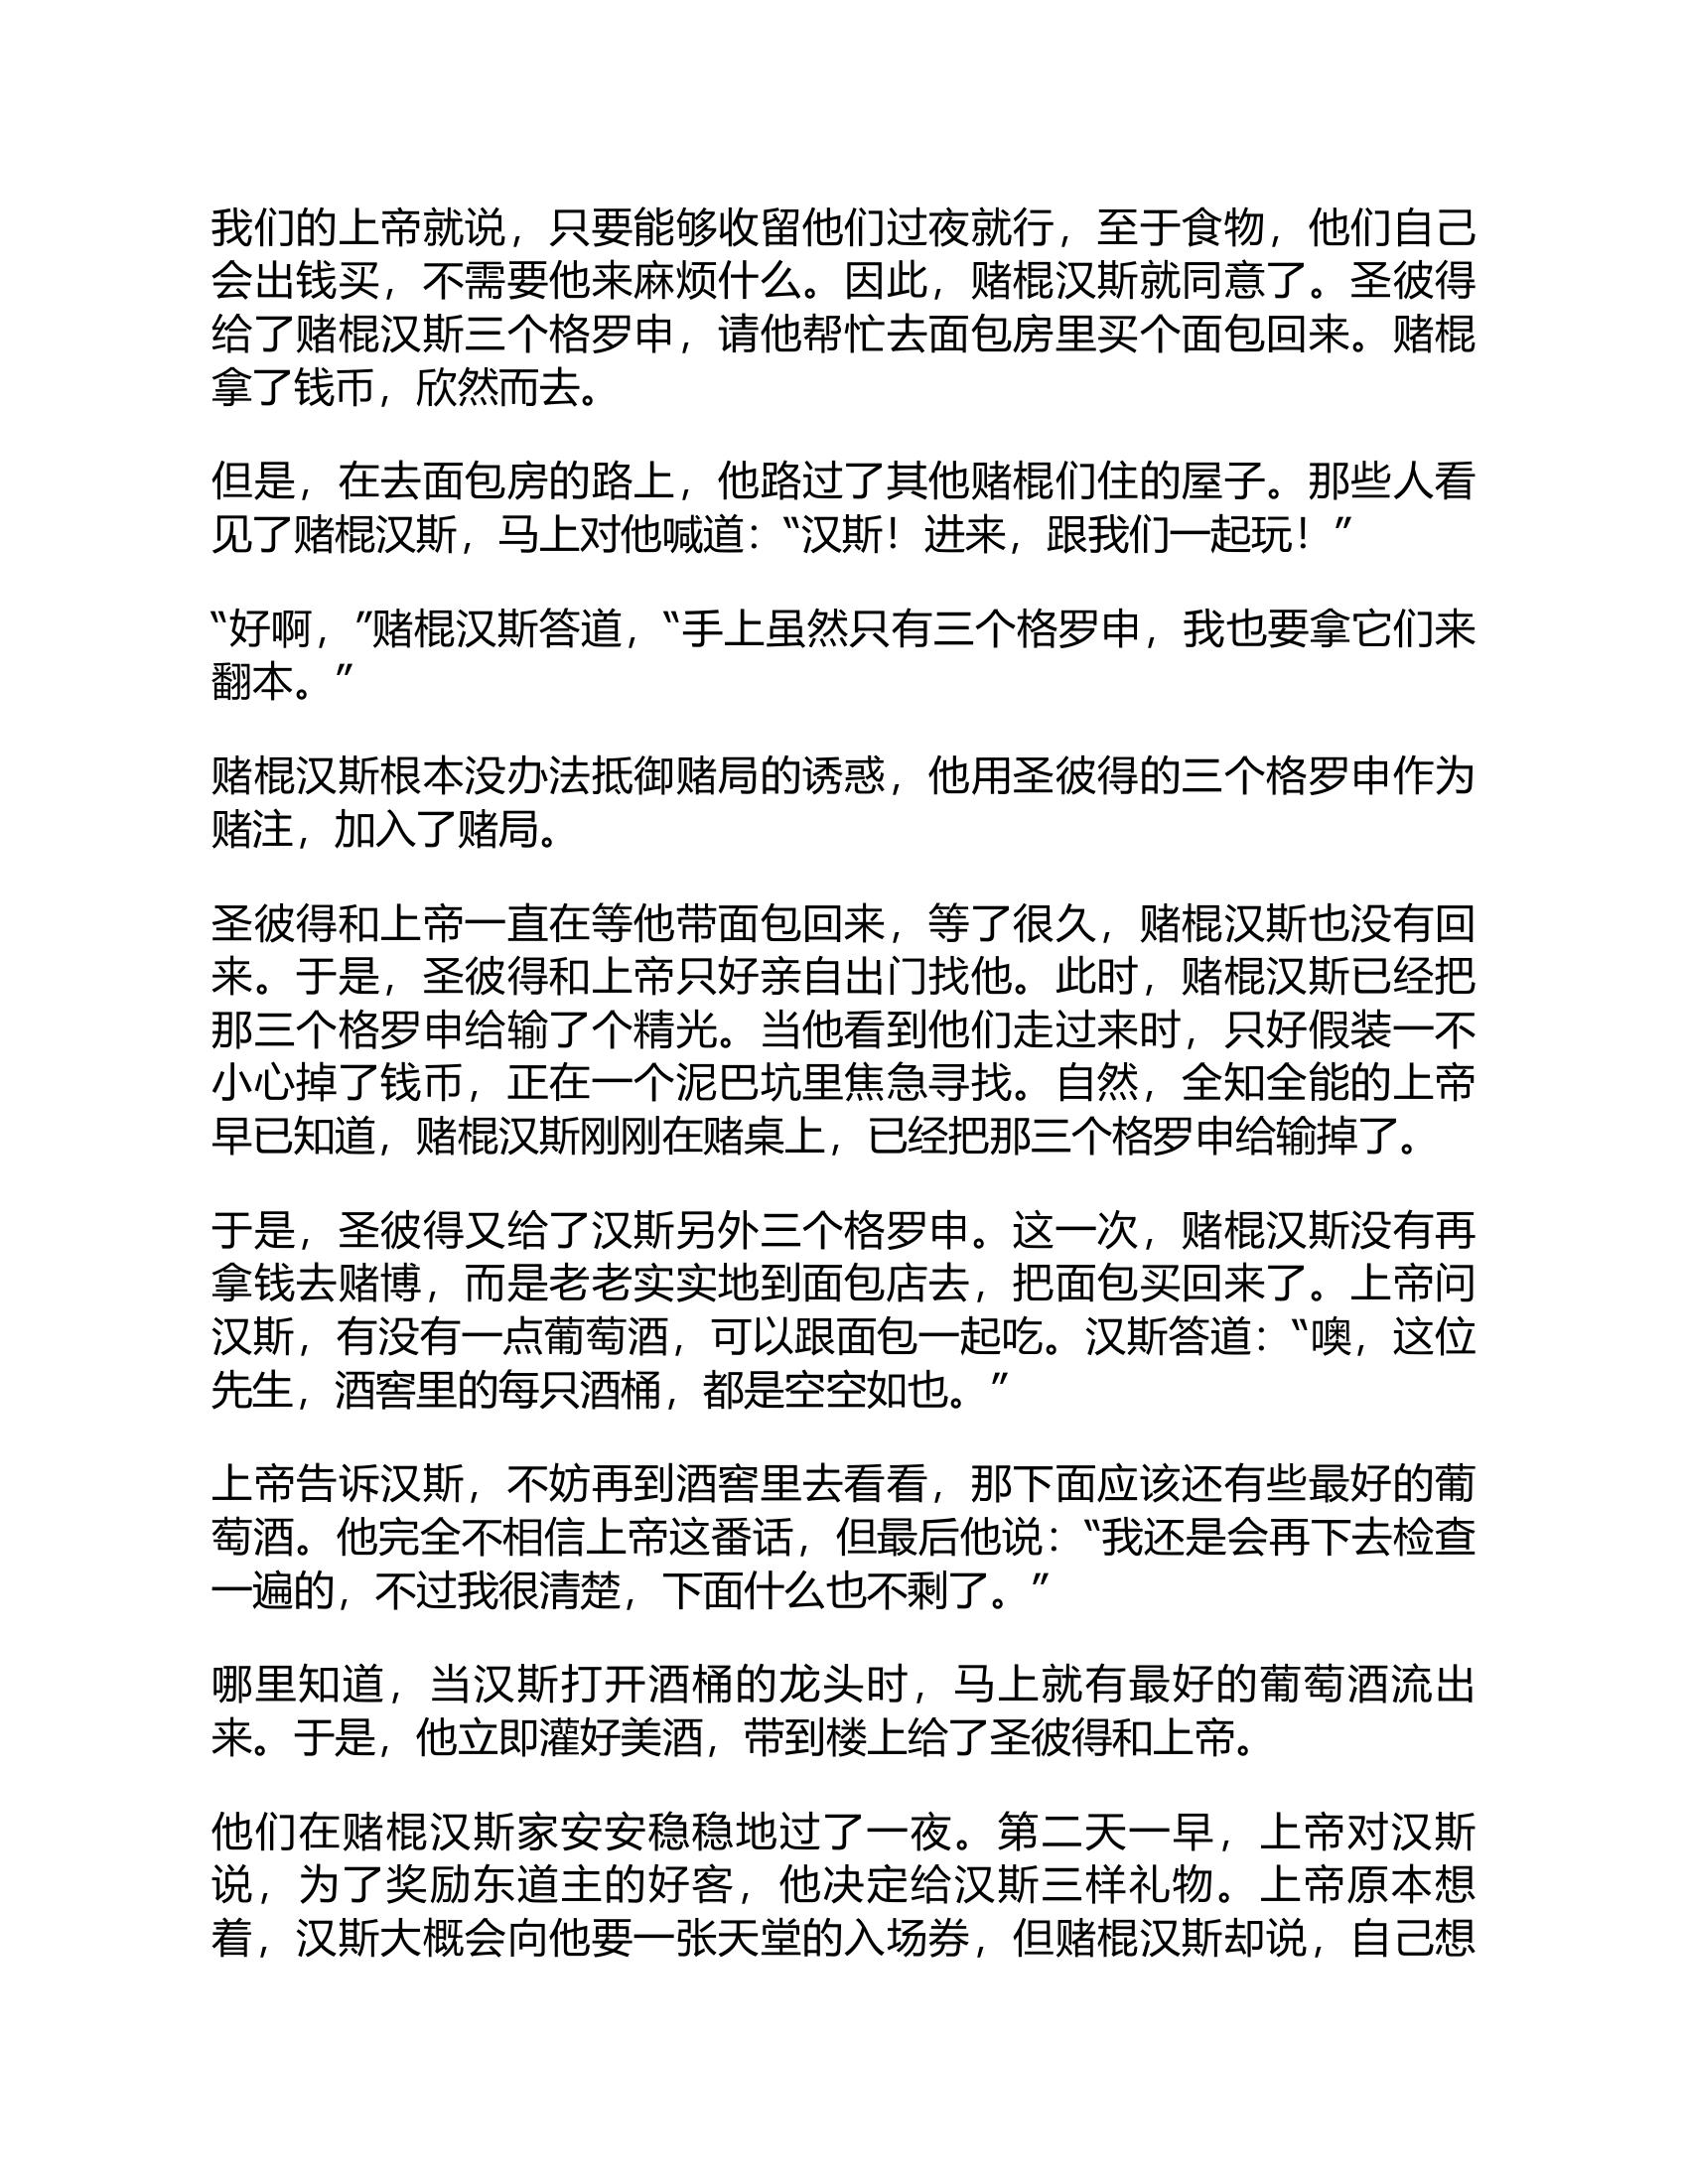 我们的上帝就说，只要能够收留他们过夜就行，至于食物，他们自己
会出钱买，不需要他来麻烦什么。因此，赌棍汉斯就同意了。圣彼得
给了赌棍汉斯三个格罗申，请他帮忙去面包房里买个面包回来。赌棍
拿了钱币，欣然而去。
但是，在去面包房的路上，他路过了其他赌棍们住的屋子。那些人看
见了赌棍汉斯，马上对他喊道：“汉斯！进来，跟我们一起玩！”
“好啊，”赌棍汉斯答道，“手上虽然只有三个格罗申，我也要拿它们来
翻本。”
赌棍汉斯根本没办法抵御赌局的诱惑，他用圣彼得的三个格罗申作为
赌注，加入了赌局。
圣彼得和上帝一直在等他带面包回来，等了很久，赌棍汉斯也没有回
来。于是，圣彼得和上帝只好亲自出门找他。此时，赌棍汉斯已经把
那三个格罗申给输了个精光。当他看到他们走过来时，只好假装一不
小心掉了钱币，正在一个泥巴坑里焦急寻找。自然，全知全能的上帝
早已知道，赌棍汉斯刚刚在赌桌上，已经把那三个格罗申给输掉了。
于是，圣彼得又给了汉斯另外三个格罗申。这一次，赌棍汉斯没有再
拿钱去赌博，而是老老实实地到面包店去，把面包买回来了。上帝问
汉斯，有没有一点葡萄酒，可以跟面包一起吃。汉斯答道：“噢，这位
先生，酒窖里的每只酒桶，都是空空如也。”
上帝告诉汉斯，不妨再到酒窖里去看看，那下面应该还有些最好的葡
萄酒。他完全不相信上帝这番话，但最后他说：“我还是会再下去检查
一遍的，不过我很清楚，下面什么也不剩了。”
哪里知道，当汉斯打开酒桶的龙头时，马上就有最好的葡萄酒流出
来。于是，他立即灌好美酒，带到楼上给了圣彼得和上帝。
他们在赌棍汉斯家安安稳稳地过了一夜。第二天一早，上帝对汉斯
说，为了奖励东道主的好客，他决定给汉斯三样礼物。上帝原本想
着，汉斯大概会向他要一张天堂的入场券，但赌棍汉斯却说，自己想